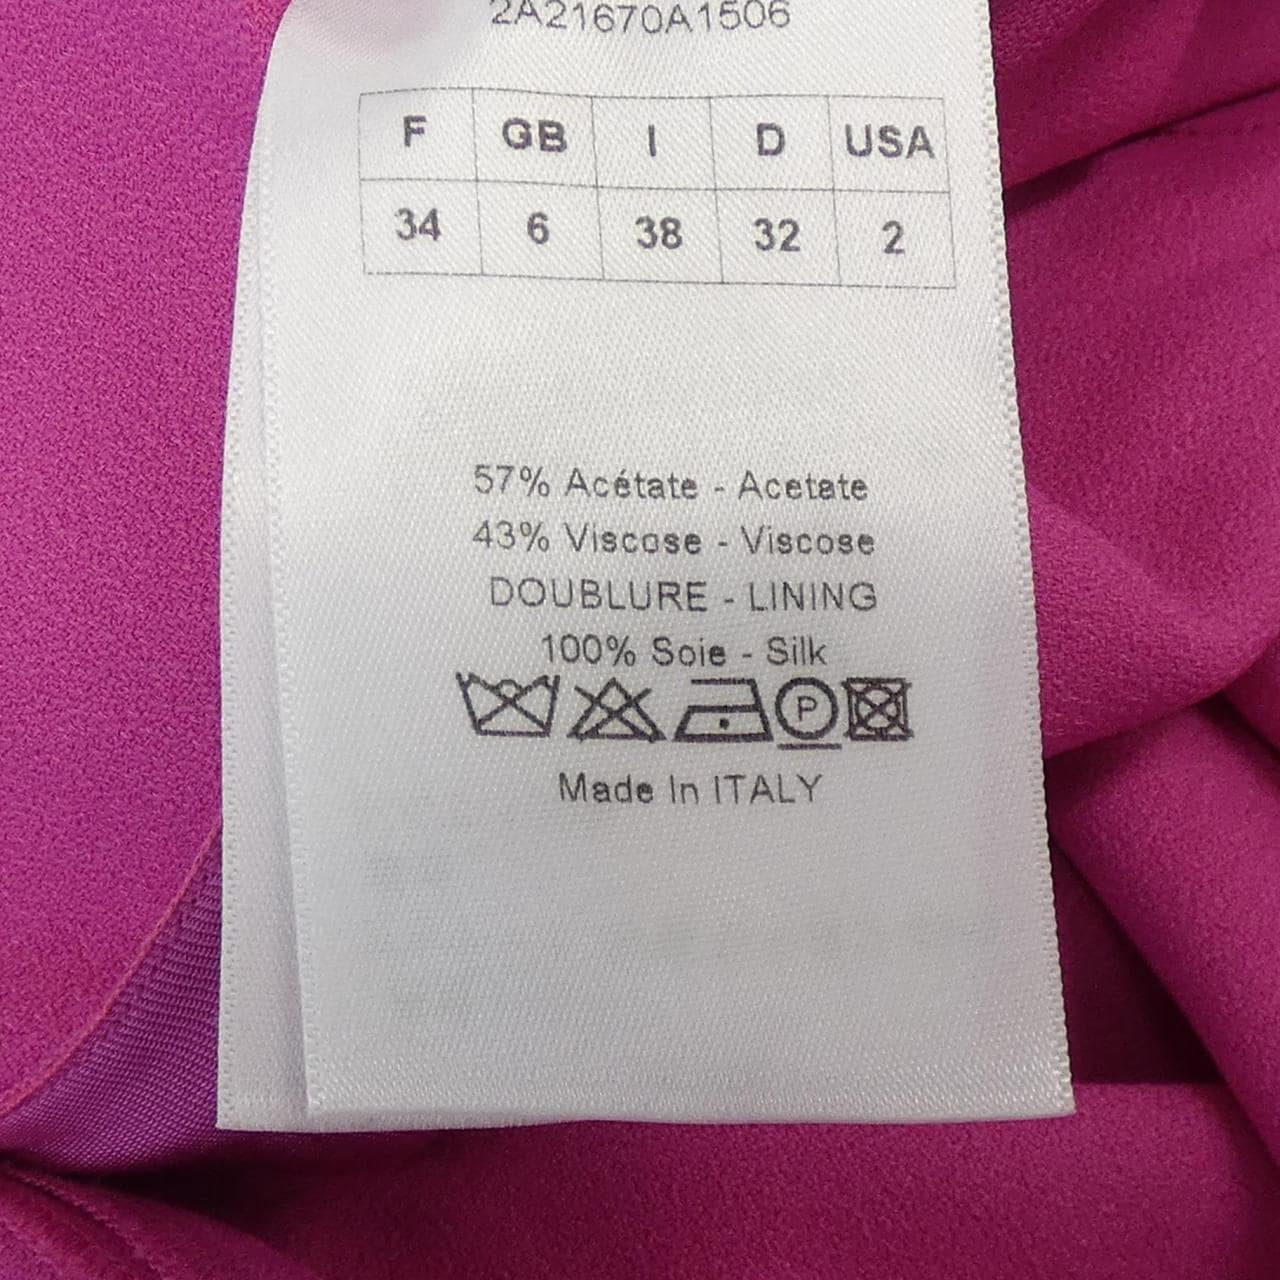 2A21670A1506
F GB I D USA
34 6 38 32 2
57% Acétate - Acetate
43% Viscose - Viscose
DOUBLURE - LINING
100% Soie - Silk
P
Made In ITALY